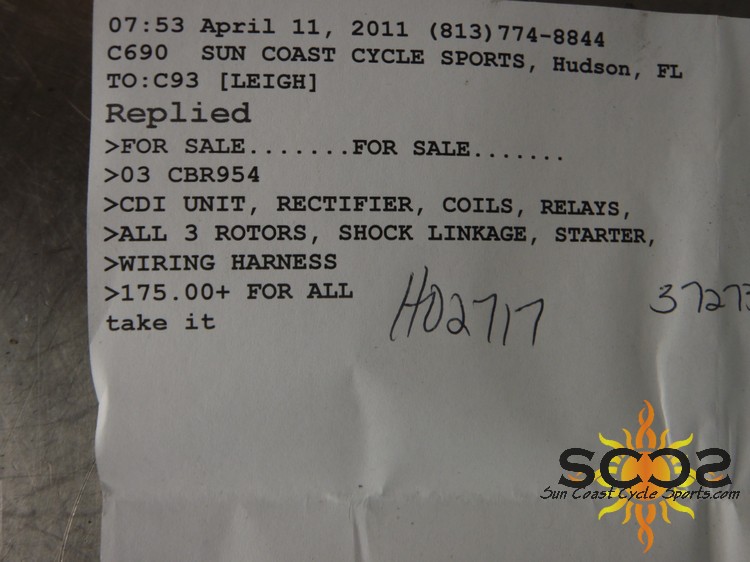 07:53 April 11, 2011 (813)774-8844
C690 SUN COAST CYCLE SPORTS, Hudson, FL
TO:C93 [LEIGH]
Replied
>FOR SALE.......FOR SALE.......
>03 CBR954
>CDI UNIT, RECTIFIER, COILS, RELAYS,
>ALL 3 ROTORS, SHOCK LINKAGE, STARTER,
>WIRING HARNESS
>175.00+ FOR ALL
take it
H02717
37273
SCCS
Sun Coast Cycle Sports.com